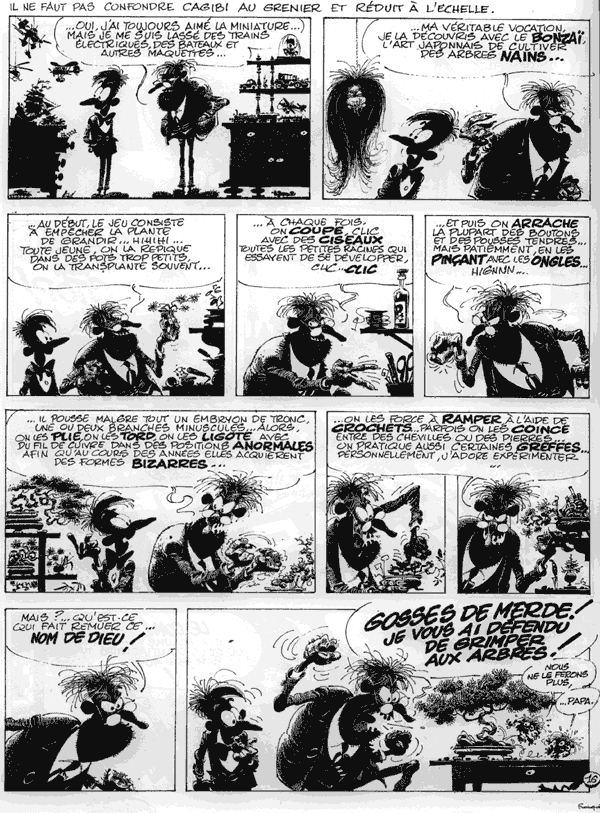 IL NE FAUT PAS CONFONDRE CAGIBI AU GRENIER ET RÉDUIT À L'ÉCHELLE.
...OUI, J'AI TOUJOURS AIMÉ LA MINIATURE...
MAIS JE ME SUIS LASSÉ DES TRAINS
ÉLECTRIQUES, DES BATEAUX ET
AUTRES MAQUETTES...
...MA VÉRITABLE VOCATION,
JE LA DÉCOUVRIS AVEC LE BONZAÏ,
L'ART JAPONNAIS DE CULTIVER
DES ARBRES NAINS...
...AU DÉBUT, LE JEU CONSISTE
À EMPÊCHER LA PLANTE
DE GRANDIR... HIHIHI...
TOUTE JEUNE, ON LA REPIQUE
DANS DES POTS TROP PETITS,
ON LA TRANSPLANTE SOUVENT...
...À CHAQUE FOIS,
ON COUPE, CLIC
AVEC DES CISEAUX
TOUTES LES PETITES RACINES QUI
ESSAYENT DE SE DÉVELOPPER,
CLIC...CLIC
...ET PUIS ON ARRACHE
LA PLUPART DES BOUTONS
ET DES POUSSES TENDRES...
MAIS PATIEMMENT, EN LES
PINÇANT AVEC LES ONGLES...
HIGNNN...
...IL POUSSE MALGRÉ TOUT UN EMBRYON DE TRONC,
UNE OU DEUX BRANCHES MINUSCULES...ALORS,
ON LES PLIE, ON LES TORD, ON LES LIGOTE AVEC
DU FIL DE CUIVRE DANS DES POSITIONS ANORMALES
AFIN QU'AU COURS DES ANNÉES ELLES ACQUIÈRENT
DES FORMES BIZARRES...
...ON LES FORCE À RAMPER À L'AIDE DE
CROCHETS...PARFOIS ON LES COINCE
ENTRE DES CHEVILLES OU DES PIERRES...
ON PRATIQUE AUSSI CERTAINES GREFFES...
PERSONNELLEMENT, J'ADORE EXPÉRIMENTER
...
MAIS ?... QU'EST-CE
QUI FAIT REMUER CE...
NOM DE DIEU!
GOSSES DE MERDE!
JE VOUS AI DÉFENDU
DE GRIMPER
AUX ARBRES!
NOUS
NE LE FERONS
PLUS,
...PAPA.
15
Franquin